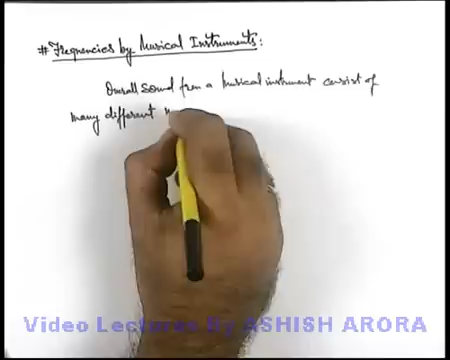 # Frequencies by Musical Instruments:
Overall Sound from a Musical instrument consist of
many different
Video Lectures by ASHISH ARORA